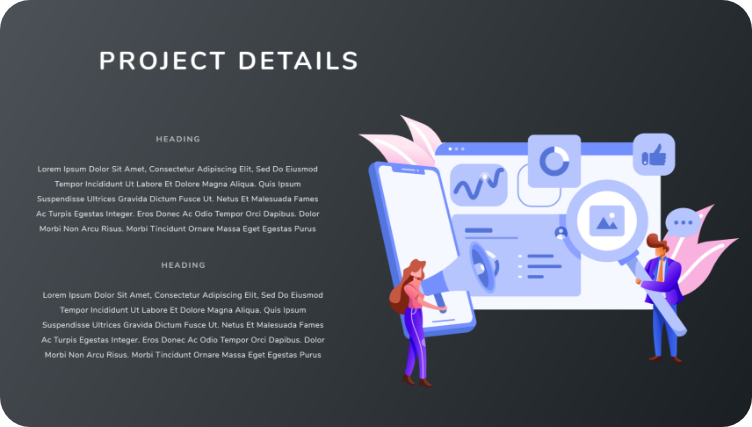 PROJECT DETAILS
HEADING
Lorem Ipsum Dolor Sit Amet, Consectetur Adipiscing Elit, Sed Do Eiusmod
Tempor Incididunt Ut Labore Et Dolore Magna Aliqua. Quis Ipsum
Suspendisse Ultrices Gravida Dictum Fusce Ut. Netus Et Malesuada Fames
Ac Turpis Egestas Integer. Eros Donec Ac Odio Tempor Orci Dapibus. Dolor
Morbi Non Arcu Risus. Morbi Tincidunt Ornare Massa Eget Egestas Purus
HEADING
Lorem Ipsum Dolor Sit Amet, Consectetur Adipiscing Elit, Sed Do Eiusmod
Tempor Incididunt Ut Labore Et Dolore Magna Aliqua. Quis Ipsum
Suspendisse Ultrices Gravida Dictum Fusce Ut. Netus Et Malesuada Fames
Ac Turpis Egestas Integer. Eros Donec Ac Odio Tempor Orci Dapibus. Dolor
Morbi Non Arcu Risus. Morbi Tincidunt Ornare Massa Eget Egestas Purus